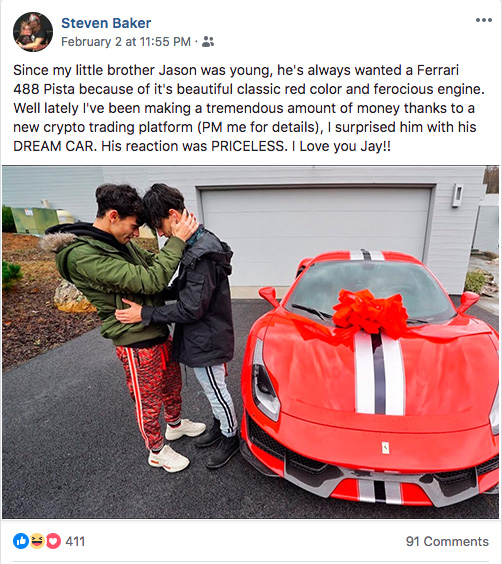 Steven Baker
February 2 at 11:55 PM ·
Since my little brother Jason was young, he's always wanted a Ferrari
488 Pista because of it's beautiful classic red color and ferocious engine.
Well lately I've been making a tremendous amount of money thanks to a
new crypto trading platform (PM me for details), I surprised him with his
DREAM CAR. His reaction was PRICELESS. I Love you Jay!!
411
91 Comments